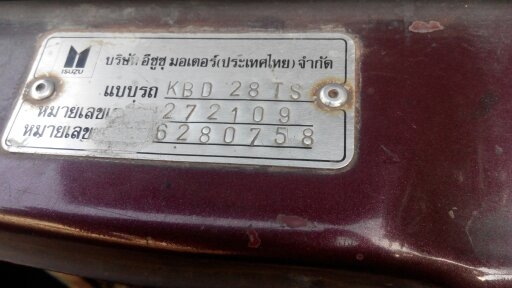 ISUZU
บริษัท อีซูซุ มอเตอร์(ประเทศไทย) จำกัด
แบบรถ KBD 28 TS
หมายเลข 272109
หมายเลข 6280758